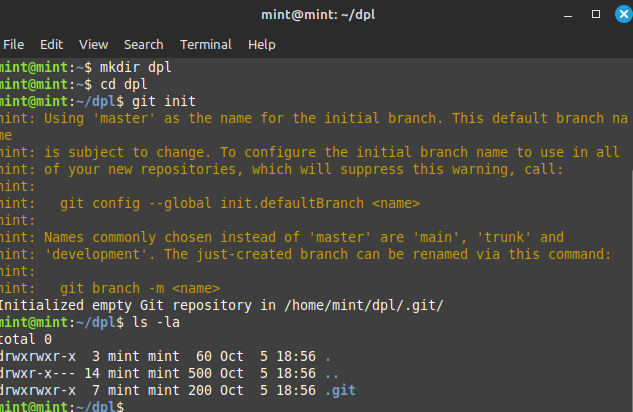 mint@mint: ~/dpl
File Edit View Search Terminal Help
mint@mint:~$ mkdir dpl
mint@mint:~$ cd dpl
mint@mint:~/dpl$ git init
hint: Using 'master' as the name for the initial branch. This default branch na
me
hint: is subject to change. To configure the initial branch name to use in all
hint: of your new repositories, which will suppress this warning, call:
hint:
hint:   git config --global init.defaultBranch <name>
hint:
hint: Names commonly chosen instead of 'master' are 'main', 'trunk' and
hint: 'development'. The just-created branch can be renamed via this command:
hint:
hint:   git branch -m <name>
Initialized empty Git repository in /home/mint/dpl/.git/
mint@mint:~/dpl$ ls -la
total 0
drwxrwxr-x  3 mint mint  60 Oct  5 18:56 .
drwxr-x--- 14 mint mint 500 Oct  5 18:56 ..
drwxrwxr-x  7 mint mint 200 Oct  5 18:56 .git
mint@mint:~/dpl$